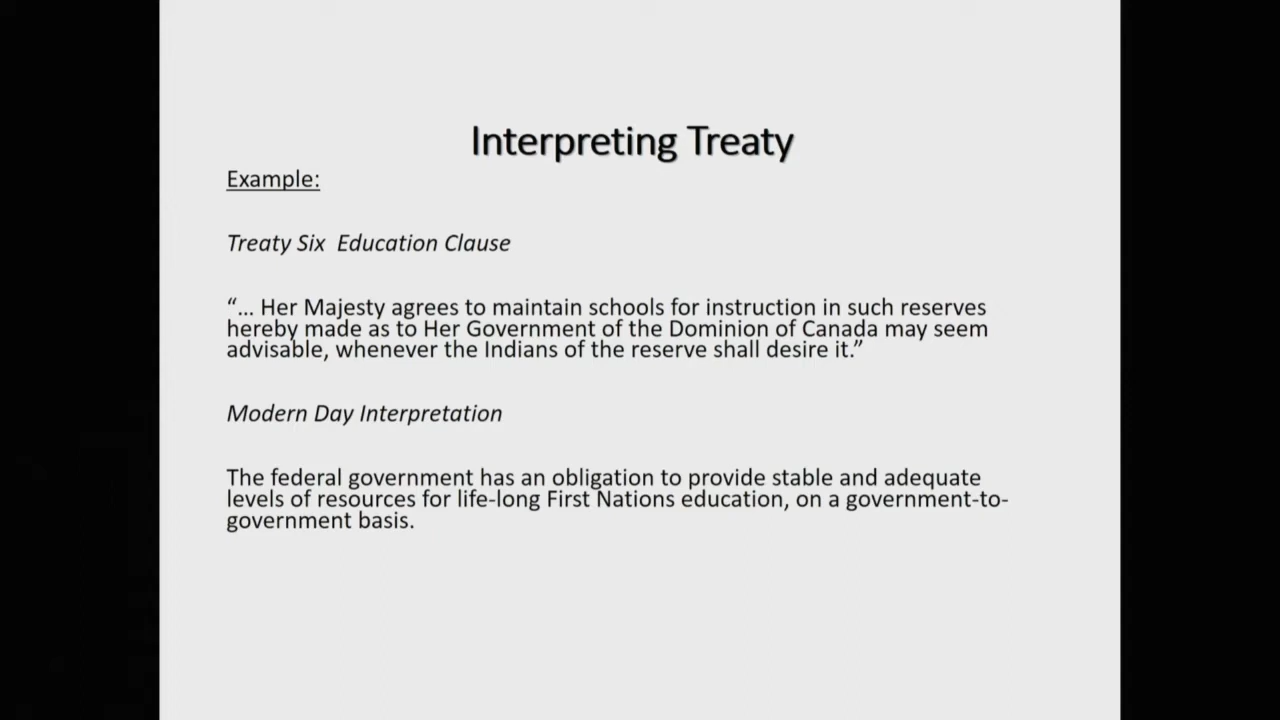 Interpreting Treaty
Example:
Treaty Six  Education Clause
“… Her Majesty agrees to maintain schools for instruction in such reserves
hereby made as to Her Government of the Dominion of Canada may seem
advisable, whenever the Indians of the reserve shall desire it.”
Modern Day Interpretation
The federal government has an obligation to provide stable and adequate
levels of resources for life-long First Nations education, on a government-to-
government basis.